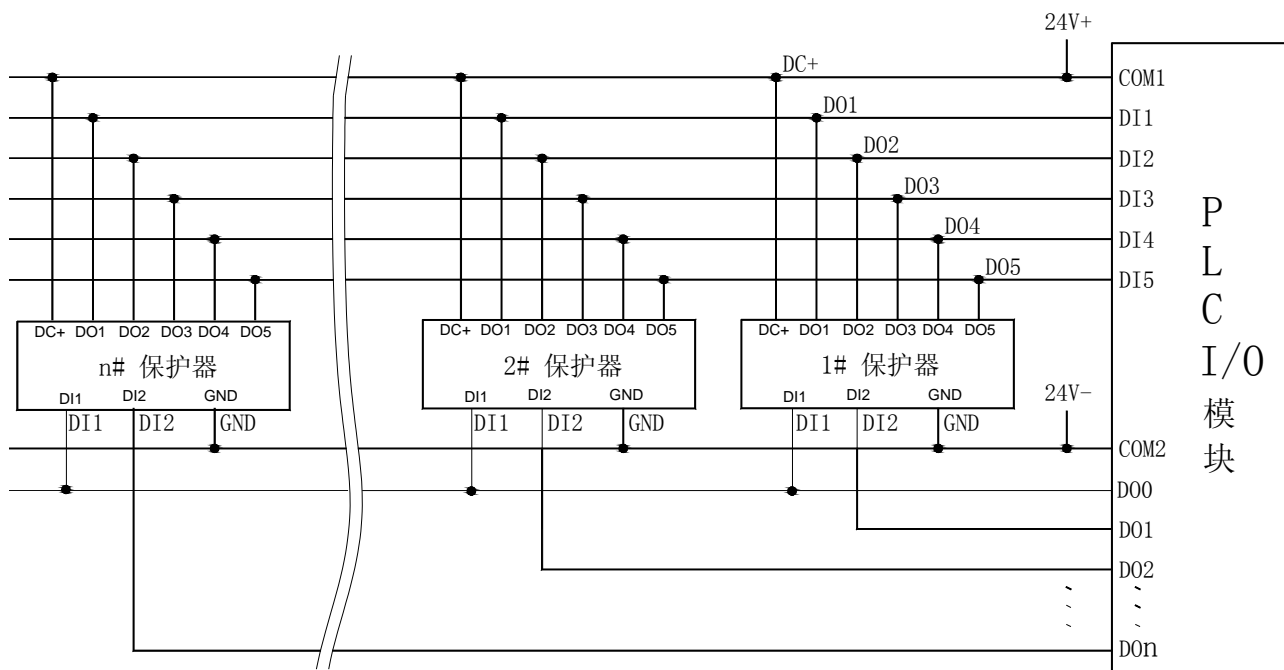 24V+
DC+
COM1
DO1
DI1
DO2
DI2
DO3
DI3
DO4
DI4
DO5
DI5
DC+ DO1 DO2 DO3 DO4 DO5
n# 保护器
DI1 DI2 GND
DI1 DI2 GND
DC+ DO1 DO2 DO3 DO4 DO5
2# 保护器
DI1 DI2 GND
DI1 DI2 GND
DC+ DO1 DO2 DO3 DO4 DO5
1# 保护器
DI1 DI2 GND
DI1 DI2 GND
24V-
COM2
DO0
DO1
DO2
DOn
P
L
C
I/O
模
块